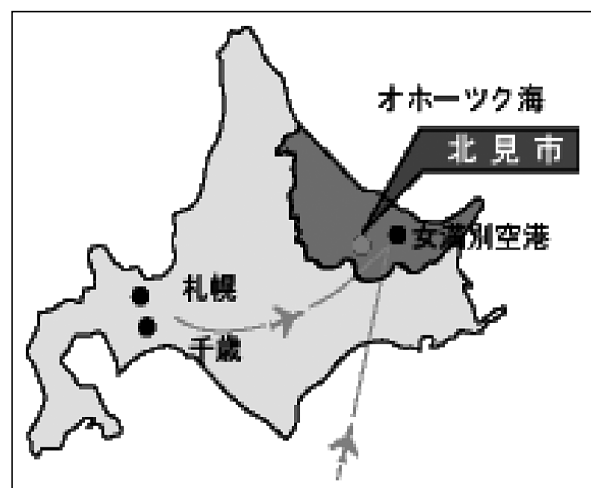 オホーツク海
北見市
女満別空港
札幌
千歳